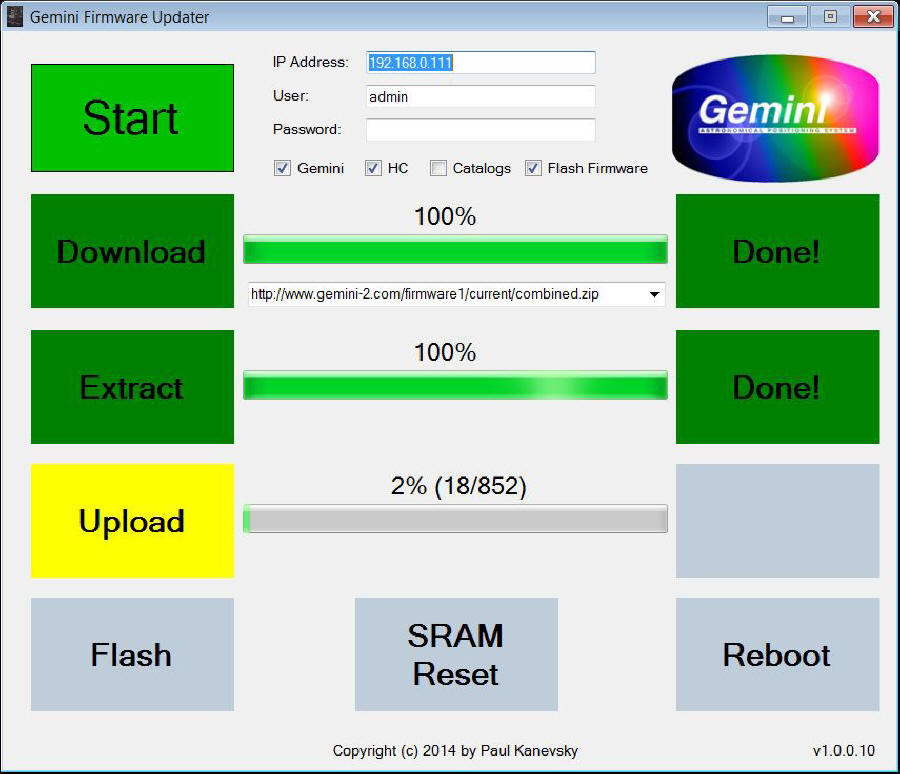 Gemini Firmware Updater
Start
IP Address: 192.168.0.111
User: admin
Password:
Gemini HC Catalogs Flash Firmware
Gemini
ASTRONOMICAL POSITIONING SYSTEM
100%
Download Done!
http://www.gemini-2.com/firmware1/current/combined.zip
100%
Extract Done!
2% (18/852)
Upload
Flash
SRAM
Reset
Reboot
Copyright (c) 2014 by Paul Kanevsky v1.0.0.10